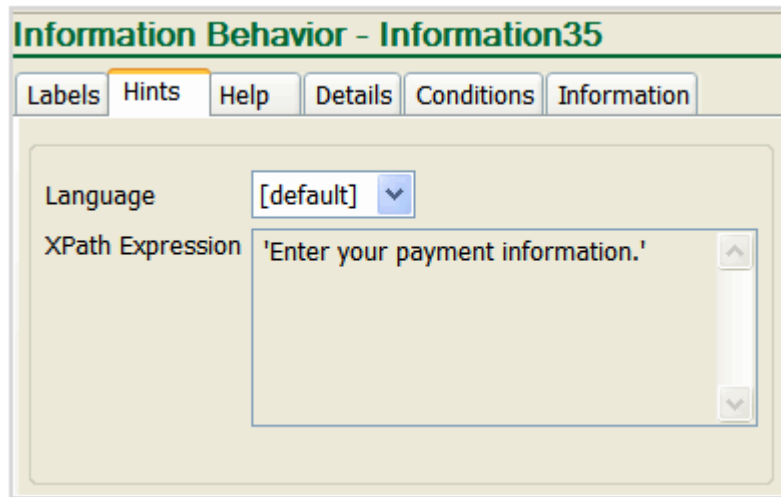 Information Behavior - Information35
Labels Hints Help Details Conditions Information
Language [default]
XPath Expression 'Enter your payment information.'